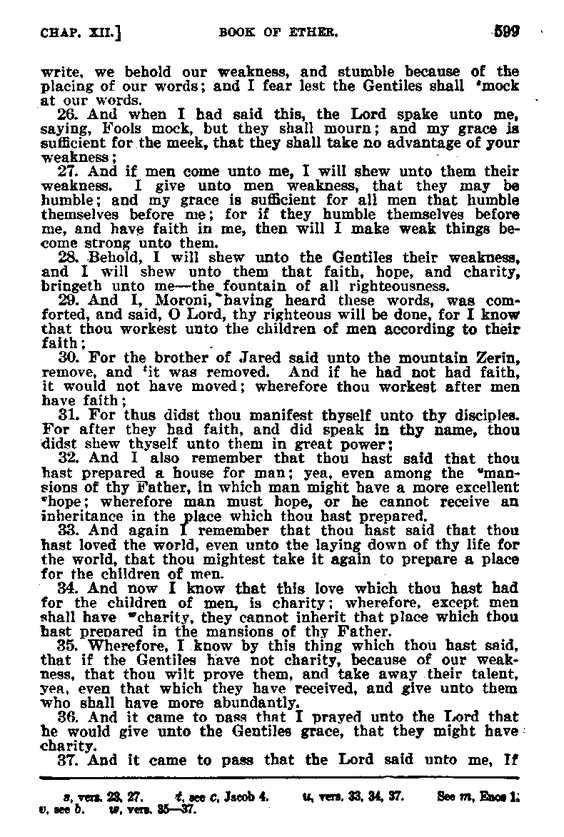 CHAP. XII.] BOOK OF ETHER. 599
write, we behold our weakness, and stumble because of the
placing of our words; and I fear lest the Gentiles shall ˢmock
at our words.
26. And when I had said this, the Lord spake unto me,
saying, Fools mock, but they shall mourn; and my grace is
sufficient for the meek, that they shall take no advantage of your
weakness;
27. And if men come unto me, I will shew unto them their
weakness. I give unto men weakness, that they may be
humble; and my grace is sufficient for all men that humble
themselves before me; for if they humble themselves before
me, and have faith in me, then will I make weak things be-
come strong unto them.
28. Behold, I will shew unto the Gentiles their weakness,
and I will shew unto them that faith, hope, and charity,
bringeth unto me—the fountain of all righteousness.
29. And I, Moroni, having heard these words, was com-
forted, and said, O Lord, thy righteous will be done, for I know
that thou workest unto the children of men according to their
faith;
30. For the brother of Jared said unto the mountain Zerin,
remove, and ᵗit was removed. And if he had not had faith,
it would not have moved; wherefore thou workest after men
have faith;
31. For thus didst thou manifest thyself unto thy disciples.
For after they had faith, and did speak in thy name, thou
didst shew thyself unto them in great power;
32. And I also remember that thou hast said that thou
hast prepared a house for man; yea, even among the ᵘman-
sions of thy Father, in which man might have a more excellent
ᵛhope; wherefore man must hope, or he cannot receive an
inheritance in the place which thou hast prepared.
33. And again I remember that thou hast said that thou
hast loved the world, even unto the laying down of thy life for
the world, that thou mightest take it again to prepare a place
for the children of men.
34. And now I know that this love which thou hast had
for the children of men, is charity; wherefore, except men
shall have ʷcharity, they cannot inherit that place which thou
hast prepared in the mansions of thy Father.
35. Wherefore, I know by this thing which thou hast said,
that if the Gentiles have not charity, because of our weak-
ness, that thou wilt prove them, and take away their talent,
yea, even that which they have received, and give unto them
who shall have more abundantly.
36. And it came to pass that I prayed unto the Lord that
he would give unto the Gentiles grace, that they might have
charity.
37. And it came to pass that the Lord said unto me, If
s, vers. 23, 27. t, see c, Jacob 4. u, vers. 33, 34, 37. See m, Enos 1.
v, see b. w, vers. 35—37.